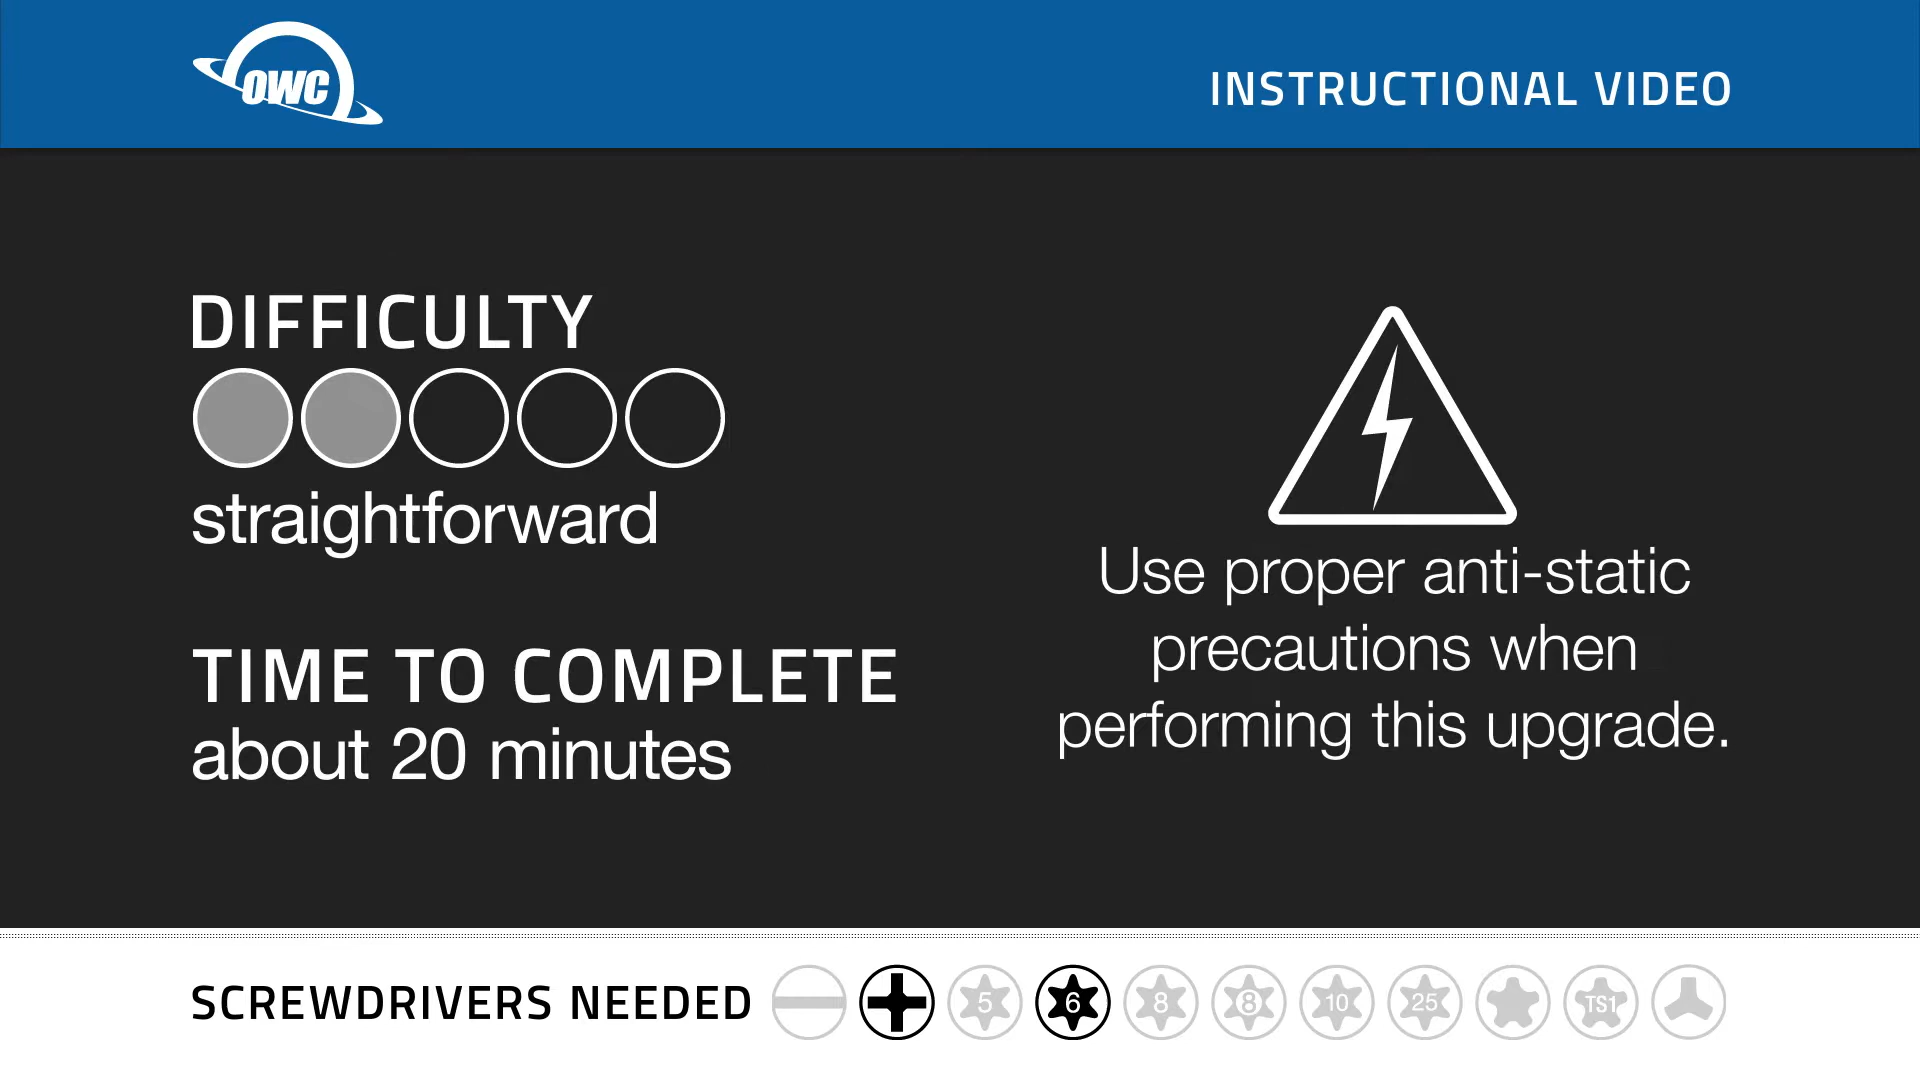 OWC
INSTRUCTIONAL VIDEO
DIFFICULTY
straightforward
TIME TO COMPLETE
about 20 minutes
Use proper anti-static
precautions when
performing this upgrade.
SCREWDRIVERS NEEDED 5 6 8 8 10 25 TS1